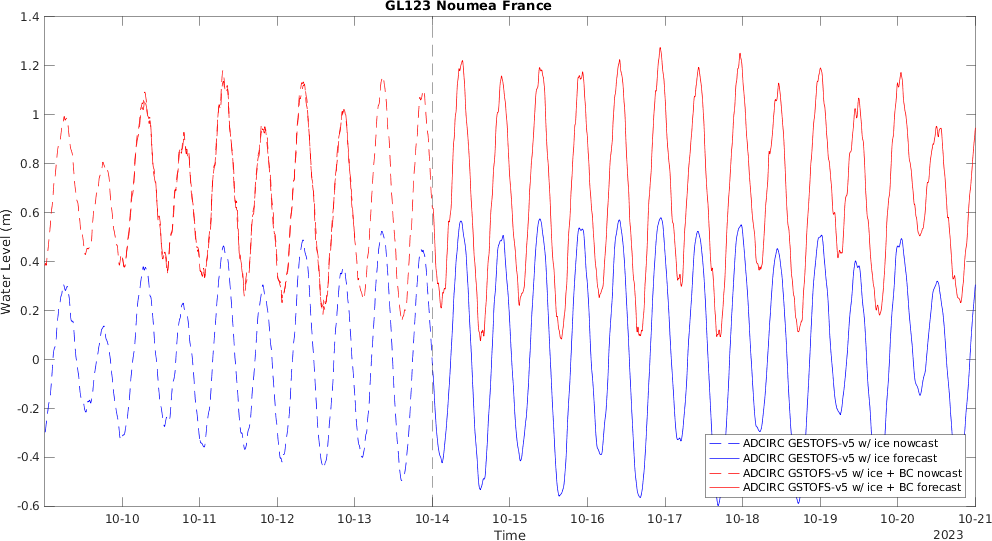 GL123 Noumea France
Water Level (m)
1.4
1.2
1
0.8
0.6
0.4
0.2
0
-0.2
-0.4
-0.6
ADCIRC GESTOFS-v5 w/ ice nowcast
ADCIRC GESTOFS-v5 w/ ice forecast
ADCIRC GSTOFS-v5 w/ ice + BC nowcast
ADCIRC GSTOFS-v5 w/ ice + BC forecast
10-10 10-11 10-12 10-13 10-14 10-15 10-16 10-17 10-18 10-19 10-20 10-21
Time
2023